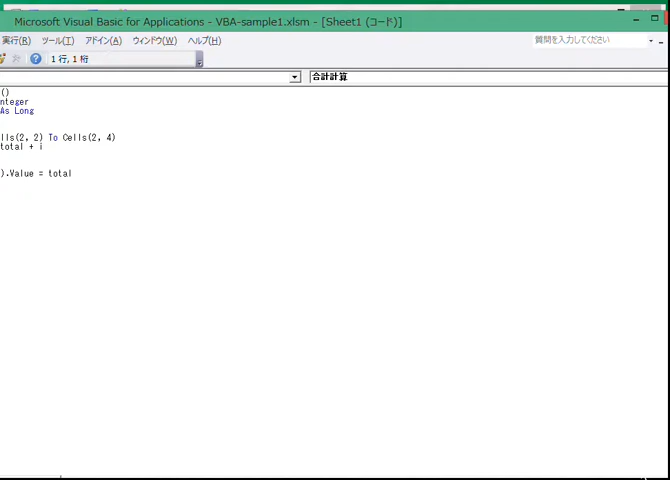 Microsoft Visual Basic for Applications - VBA-sample1.xlsm - [Sheet1 (コード)]
実行(R) ツール(T) アドイン(A) ウィンドウ(W) ヘルプ(H) 質問を入力してください
1 行, 1 桁
合計計算
()
nteger
As Long
lls(2, 2) To Cells(2, 4)
total + i
).Value = total